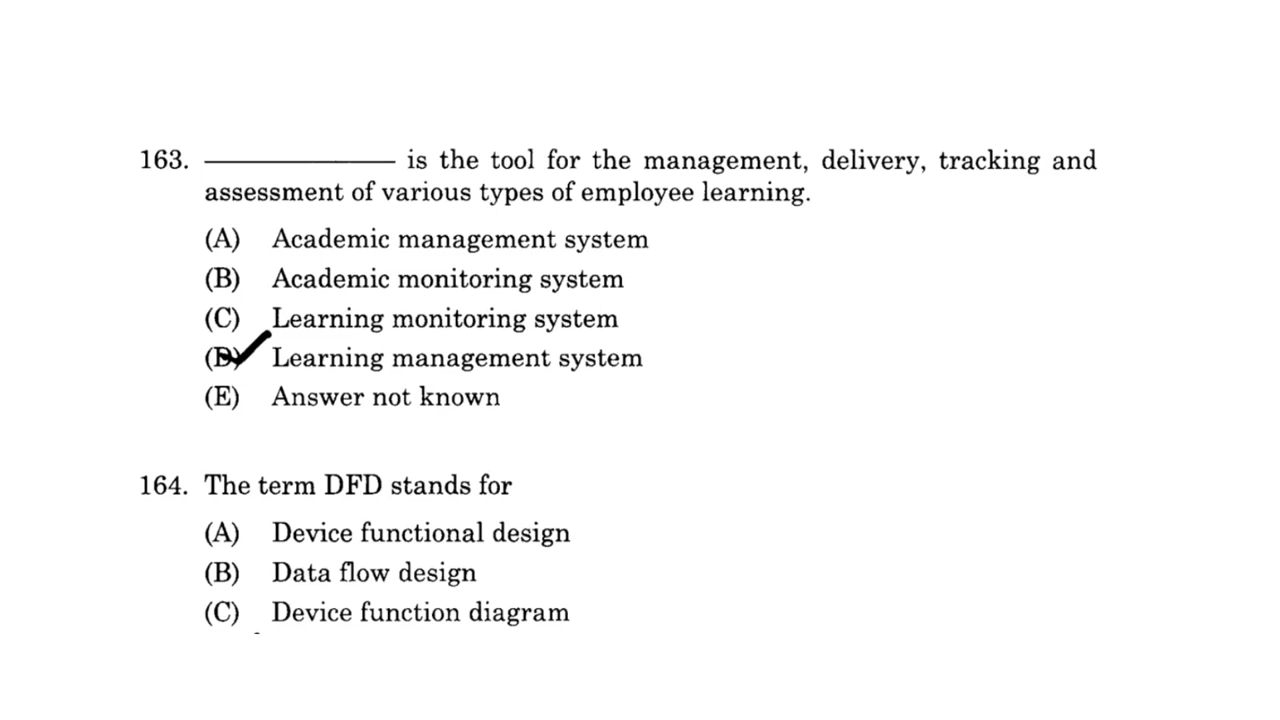 163. ______________ is the tool for the management, delivery, tracking and
assessment of various types of employee learning.
(A) Academic management system
(B) Academic monitoring system
(C) Learning monitoring system
(D) Learning management system
(E) Answer not known
164. The term DFD stands for
(A) Device functional design
(B) Data flow design
(C) Device function diagram